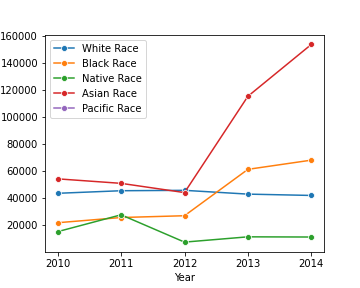 160000
140000
120000
100000
80000
60000
40000
20000
White Race
Black Race
Native Race
Asian Race
Pacific Race
2010 2011 2012 2013 2014
Year